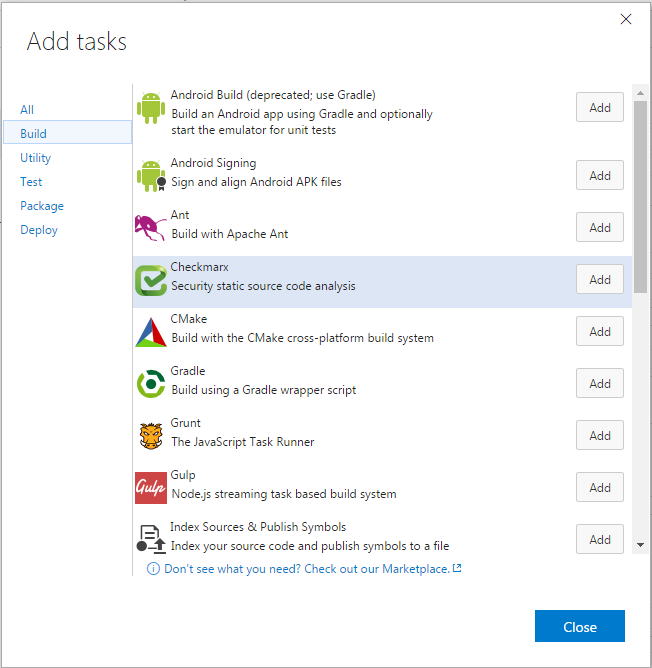 Add tasks
All
Build
Utility
Test
Package
Deploy
Android Build (deprecated; use Gradle)
Build an Android app using Gradle and optionally
start the emulator for unit tests
Add
Android Signing
Sign and align Android APK files
Add
Ant
Build with Apache Ant
Add
Checkmarx
Security static source code analysis
Add
CMake
Build with the CMake cross-platform build system
Add
Gradle
Build using a Gradle wrapper script
Add
Grunt
The JavaScript Task Runner
Add
Gulp
Gulp
Node.js streaming task based build system
Add
Index Sources & Publish Symbols
Index your source code and publish symbols to a file
Add
Don't see what you need? Check out our Marketplace.
Close